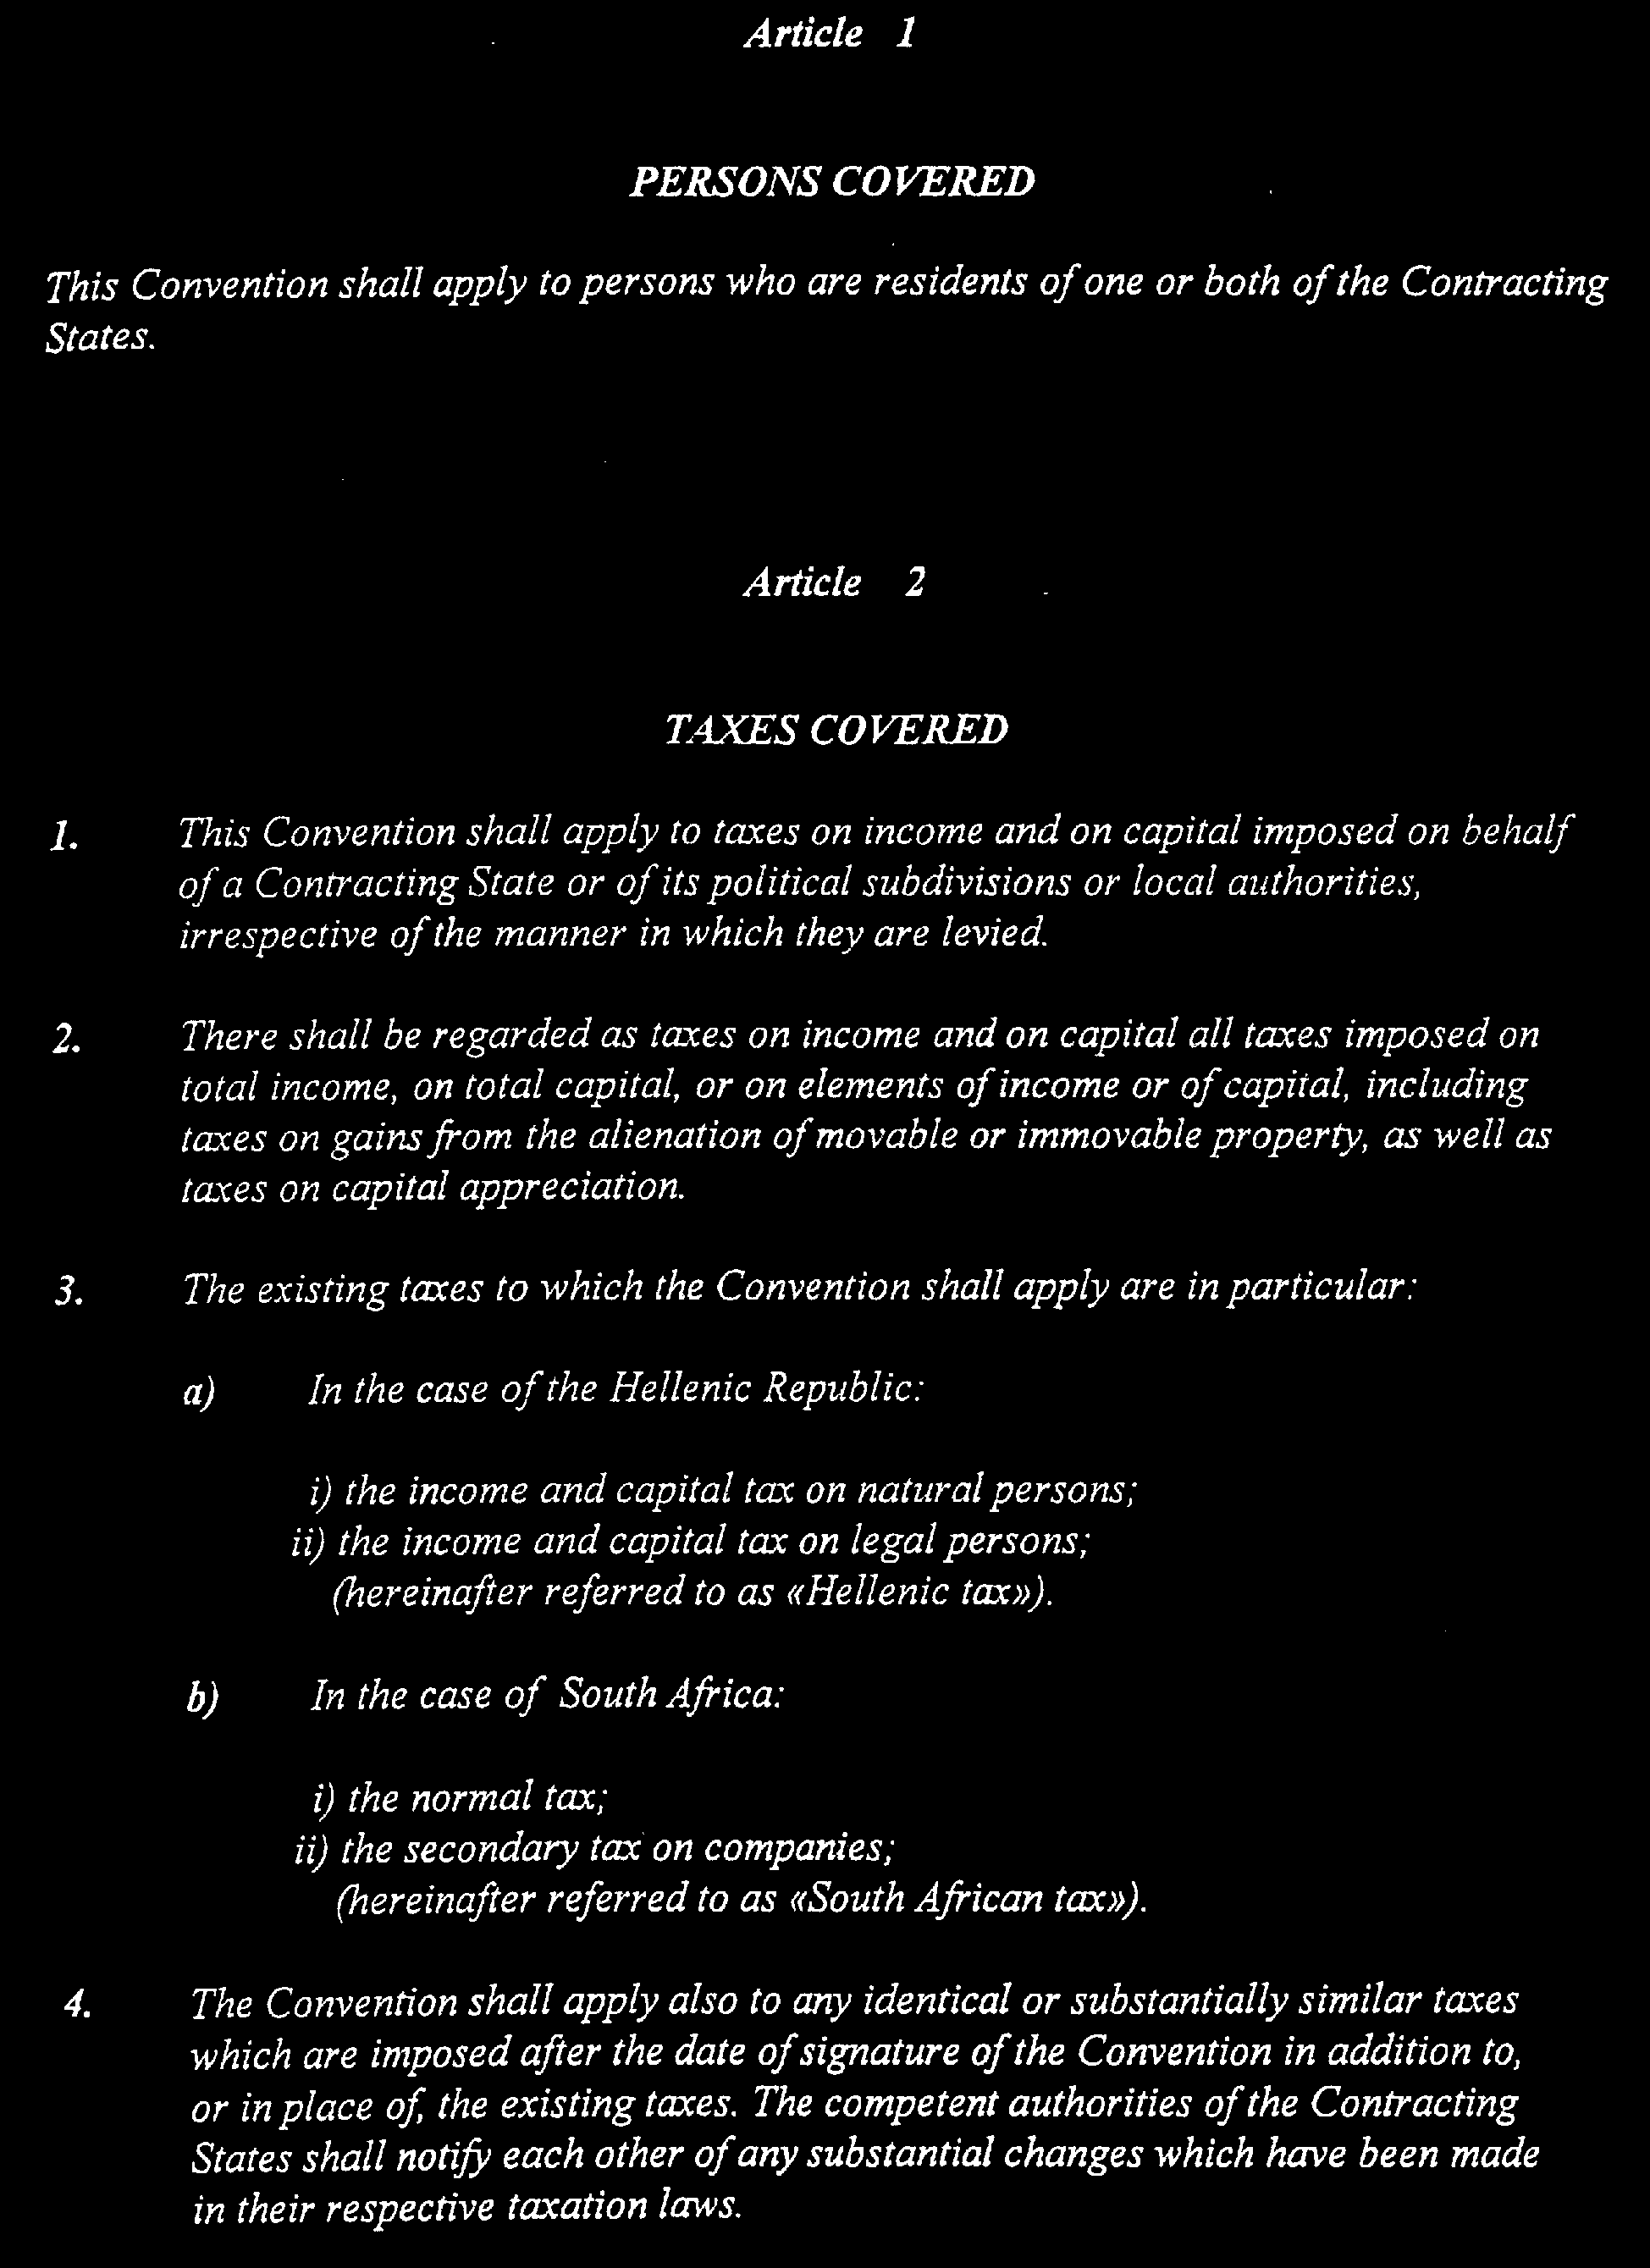 Article 1
PERSONS COVERED
This Convention shall apply to persons who are residents of one or both of the Contracting
States.
Article 2
TAXES COVERED
1. This Convention shall apply to taxes on income and on capital imposed on behalf
of a Contracting State or of its political subdivisions or local authorities,
irrespective of the manner in which they are levied.
2. There shall be regarded as taxes on income and on capital all taxes imposed on
total income, on total capital, or on elements of income or of capital, including
taxes on gains from the alienation of movable or immovable property, as well as
taxes on capital appreciation.
3. The existing taxes to which the Convention shall apply are in particular:
a) In the case of the Hellenic Republic:
i) the income and capital tax on natural persons;
ii) the income and capital tax on legal persons;
(hereinafter referred to as «Hellenic tax»).
b) In the case of South Africa:
i) the normal tax;
ii) the secondary tax on companies;
(hereinafter referred to as «South African tax»).
4. The Convention shall apply also to any identical or substantially similar taxes
which are imposed after the date of signature of the Convention in addition to,
or in place of, the existing taxes. The competent authorities of the Contracting
States shall notify each other of any substantial changes which have been made
in their respective taxation laws.